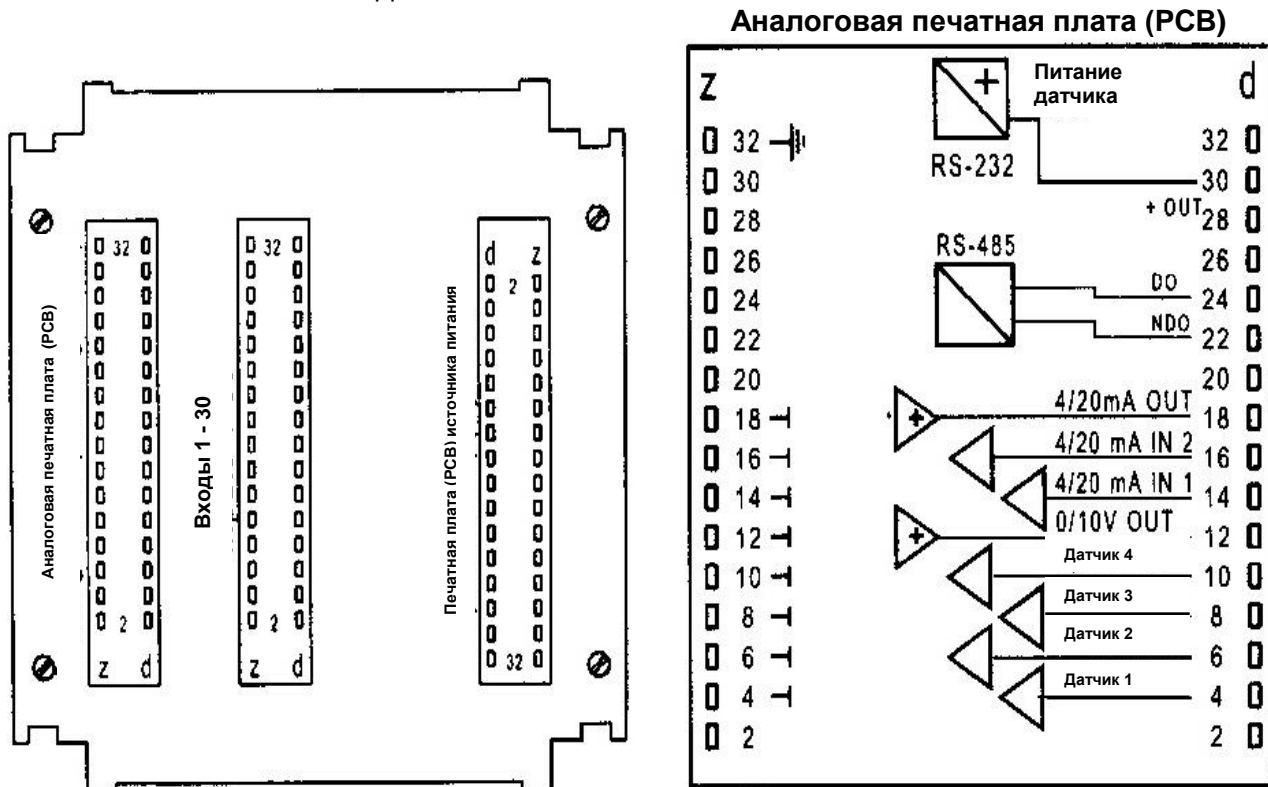 Аналоговая печатная плата (PCB)
Z
Питание
датчика
d
32
32
RS-232
30
30
+ OUT
28
28
RS-485
26
26
DO
24
24
NDO
22
22
20
20
4/20mA OUT
18
18
4/20 mA IN 2
16
16
4/20 mA IN 1
14
14
0/10V OUT
12
12
Датчик 4
10
10
Датчик 3
8
8
Датчик 2
6
6
Датчик 1
4
4
2
2
Аналоговая печатная плата (PCB)
32
2
z d
Входы 1 - 30
32
2
z d
Печатная плата (PCB) источника питания
d z
2
32